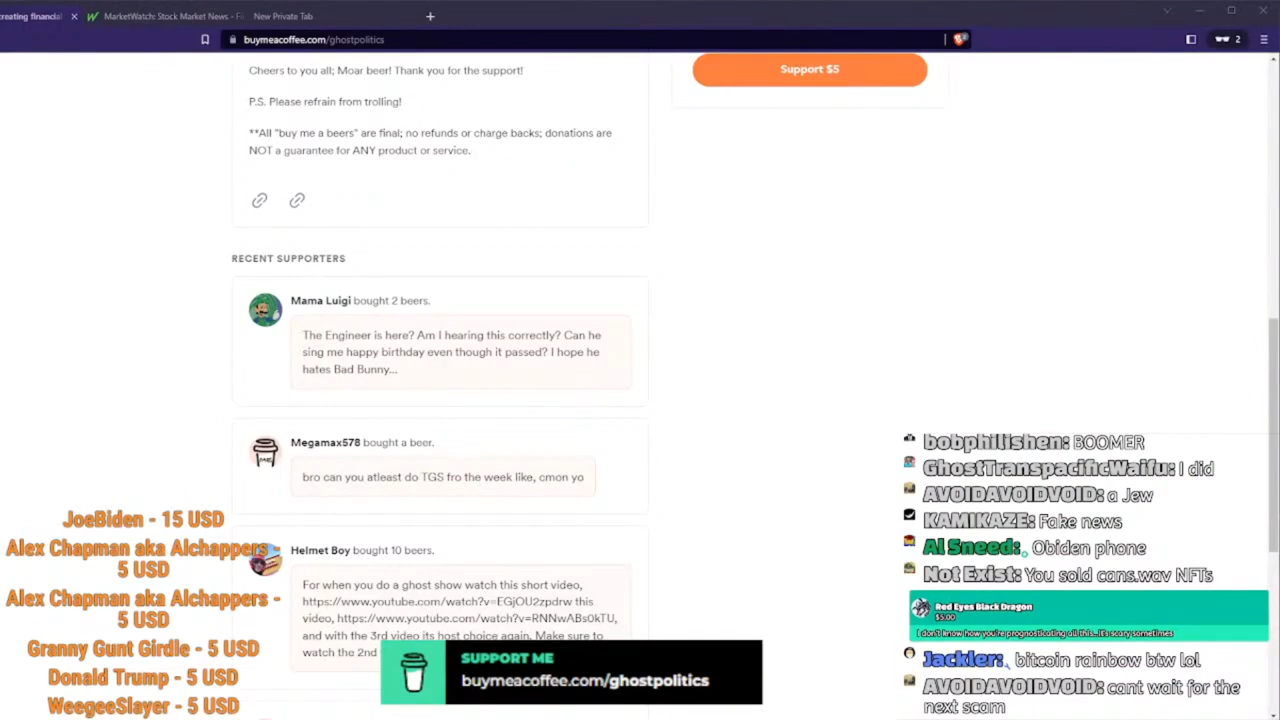 creating financial
MarketWatch: Stock Market News - Fi
New Private Tab
buymeacoffee.com/ghostpolitics
2
Cheers to you all; Moar beer! Thank you for the support!
P.S. Please refrain from trolling!
**All "buy me a beers" are final; no refunds or charge backs; donations are
NOT a guarantee for ANY product or service.
Support $5
RECENT SUPPORTERS
Mama Luigi bought 2 beers.
The Engineer is here? Am I hearing this correctly? Can he
sing me happy birthday even though it passed? I hope he
hates Bad Bunny...
Megamax578 bought a beer.
bro can you atleast do TGS fro the week like, cmon yo
Helmet Boy bought 10 beers.
For when you do a ghost show watch this short video,
https://www.youtube.com/watch?v=EGjOU2zpdrw this
video, https://www.youtube.com/watch?v=RNNwABs0kTU,
and with the 3rd video its host choice again. Make sure to
watch the 2nd
SUPPORT ME
buymeacoffee.com/ghostpolitics
JoeBiden - 15 USD
Alex Chapman aka Alchappers -
5 USD
Alex Chapman aka Alchappers -
5 USD
Granny Gunt Girdle - 5 USD
Donald Trump - 5 USD
WeegeeSlayer - 5 USD
bobphillishen: BOOMER
GhostTranspacificWaifu: I did
AVOIDAVOIDVOID: a Jew
KAMIKAZE: Fake news
Al Sneed: Obiden phone
Not Exist: You sold cans.wav NFTs
Red Eyes Black Dragon
$5.00
I don't know how you're prognosticating all this...it's scary sometimes
Jackler: bitcoin rainbow btw lol
AVOIDAVOIDVOID: cant wait for the
next scam